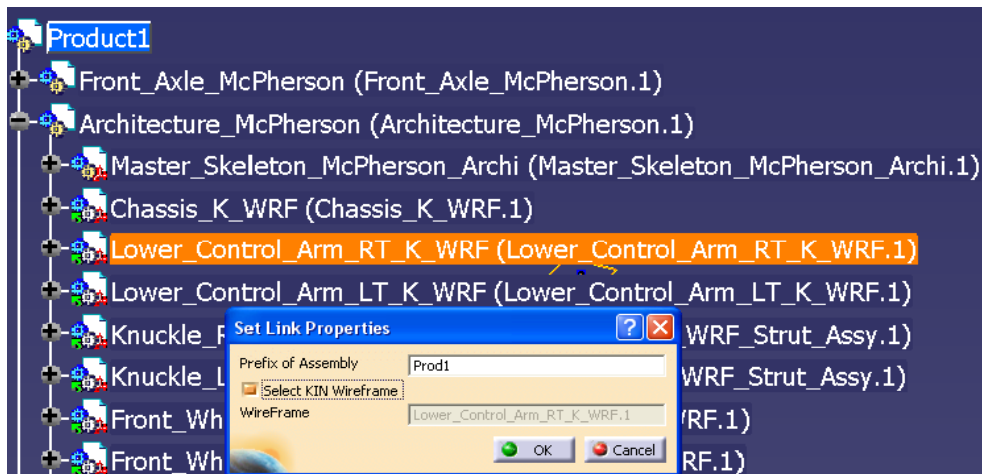 Product1
Front_Axle_McPherson (Front_Axle_McPherson.1)
Architecture_McPherson (Architecture_McPherson.1)
Master_Skeleton_McPherson_Archi (Master_Skeleton_McPherson_Archi.1)
Chassis_K_WRF (Chassis_K_WRF.1)
Lower_Control_Arm_RT_K_WRF (Lower_Control_Arm_RT_K_WRF.1)
Lower_Control_Arm_LT_K_WRF (Lower_Control_Arm_LT_K_WRF.1)
Knuckle_R WRF_Strut_Assy.1)
Knuckle_L WRF_Strut_Assy.1)
Front_Wh RF.1)
Front_Wh RF.1)
Set Link Properties
Prefix of Assembly Prod1
Select KIN Wireframe
WireFrame Lower_Control_Arm_RT_K_WRF.1
OK Cancel